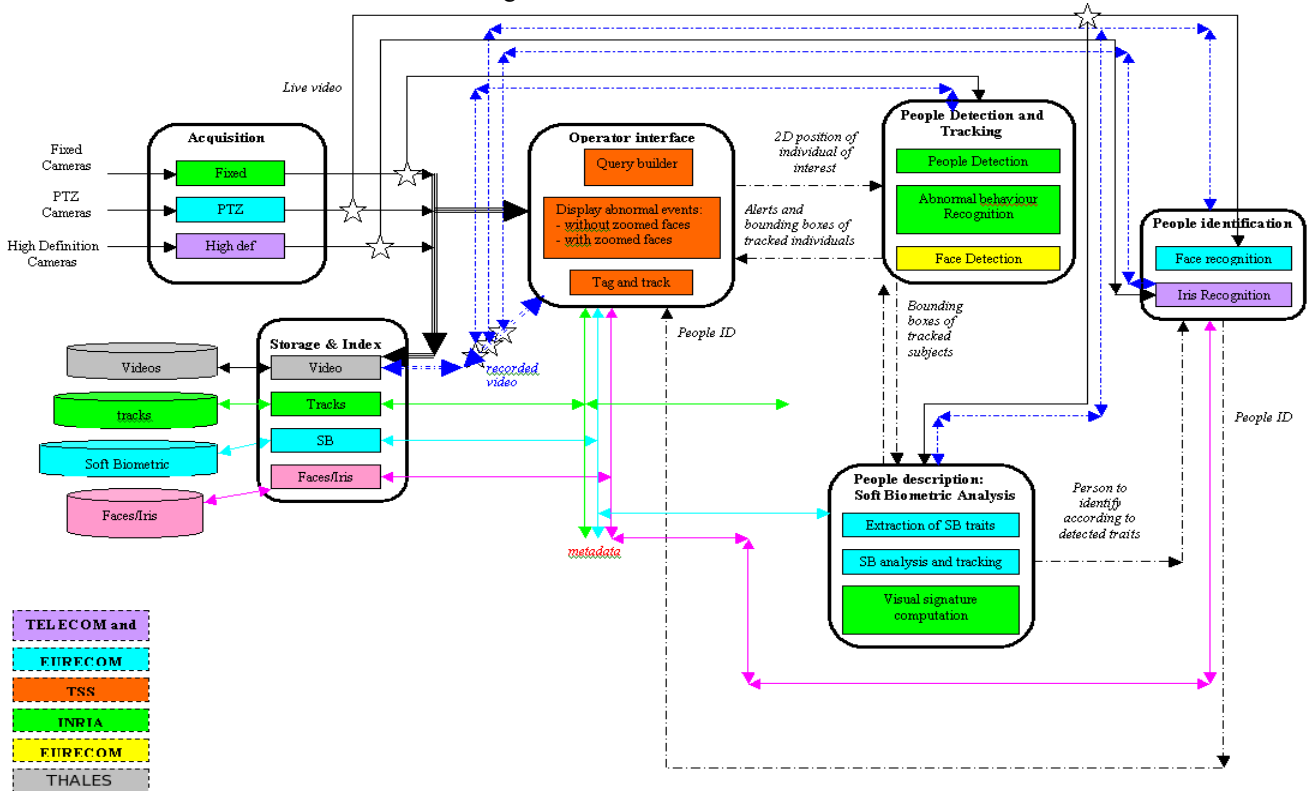 Live video
Acquisition
Fixed
Cameras
PTZ
Cameras
High Definition
Cameras
Fixed
PTZ
High def
Operator interface
Query builder
Display abnormal events:
- without zoomed faces
- with zoomed faces
Tag and track
2D position of
individual of
interest
Alerts and
bounding boxes of
tracked individuals
People Detection and
Tracking
People Detection
Abnormal behaviour
Recognition
Face Detection
People identification
Face recognition
Iris Recognition
Bounding
boxes of
tracked
subjects
People ID
Storage & Index
Video
Tracks
SB
Faces/Iris
Videos
tracks
Soft Biometric
Faces/Iris
recorded
video
metadata
People description:
Soft Biometric Analysis
Extraction of SB traits
SB analysis and tracking
Visual signature
computation
Person to
identify
according to
detected traits
People ID
TELECOM and
EURECOM
TSS
INRIA
EURECOM
THALES